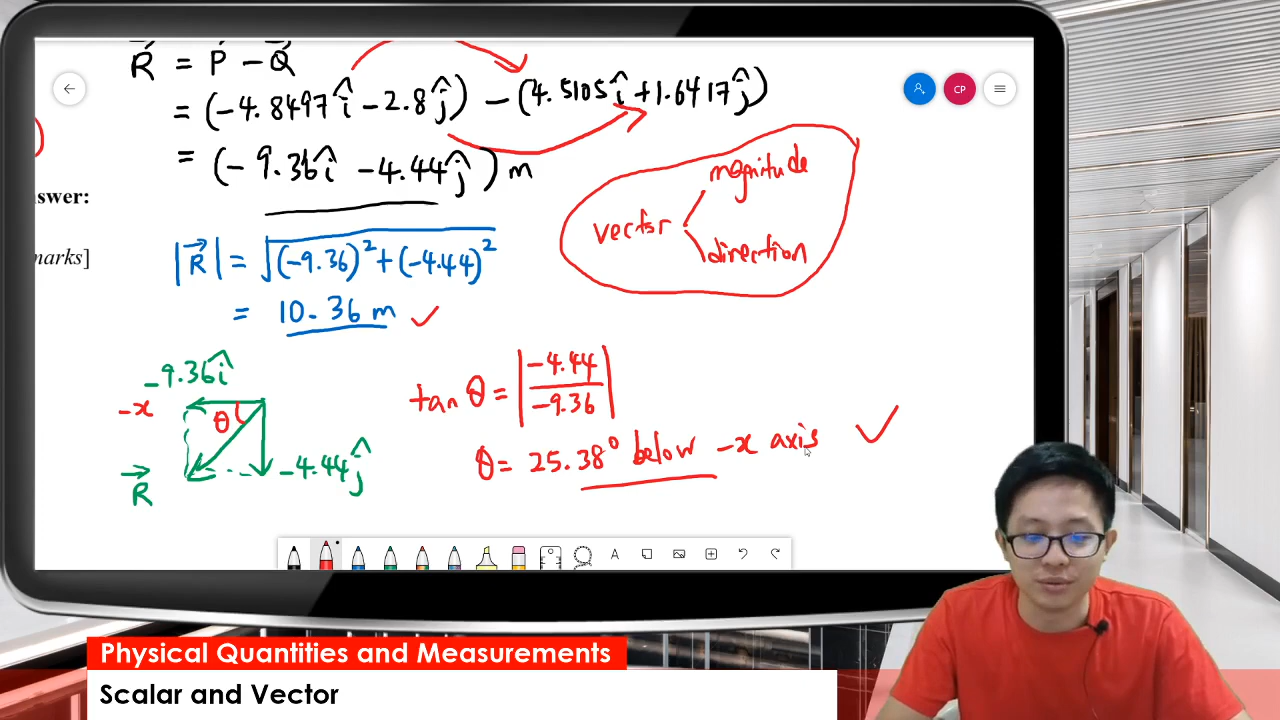 R⃗ = P⃗ − Q⃗
= (−4.8497î − 2.8ĵ) − (4.5105î + 1.6417ĵ)
= (−9.36î − 4.44ĵ) m
swer:
marks]
vector
magnitude
direction
|R⃗| = √((−9.36)² + (−4.44)²)
= 10.36 m ✓
−9.36î
−x
θ
R⃗
−4.44ĵ
tan θ = |−4.44 / −9.36|
θ = 25.38° below −x axis ✓
CP
A
Physical Quantities and Measurements
Scalar and Vector